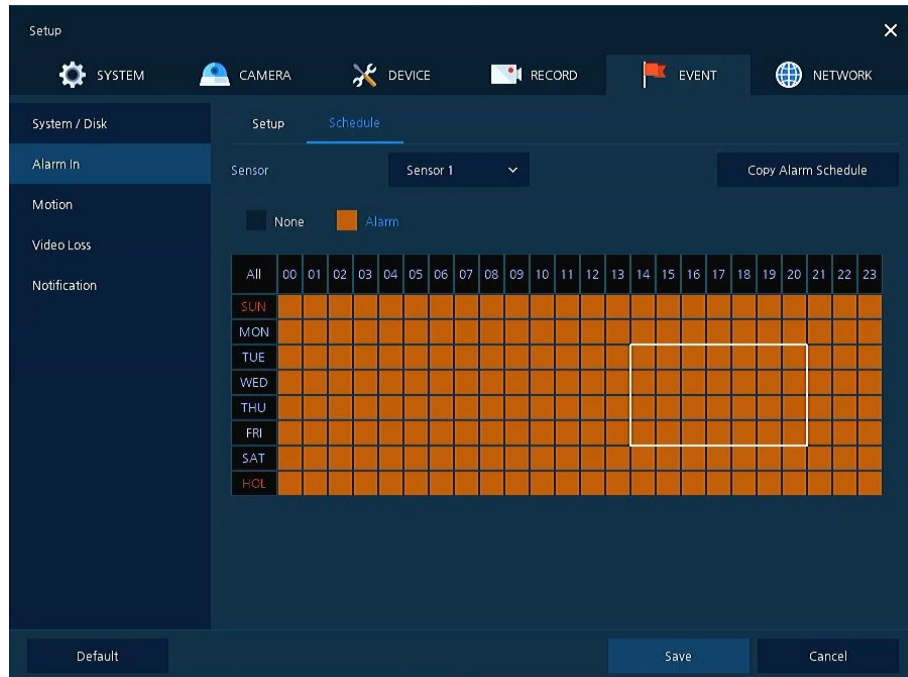 Setup
SYSTEM CAMERA DEVICE RECORD EVENT NETWORK
System / Disk
Alarm In
Motion
Video Loss
Notification
Setup Schedule
Sensor Sensor 1 Copy Alarm Schedule
None Alarm
All 00 01 02 03 04 05 06 07 08 09 10 11 12 13 14 15 16 17 18 19 20 21 22 23
SUN
MON
TUE
WED
THU
FRI
SAT
HOL
Default Save Cancel